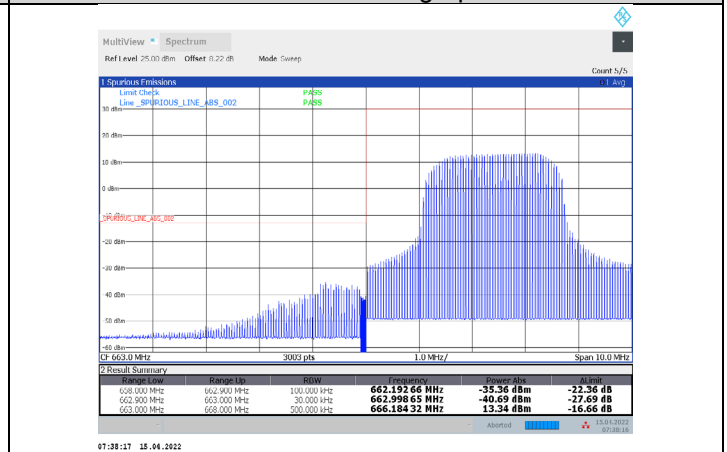 MultiView Spectrum
Ref Level 25.00 dBm Offset 8.22 dB Mode Sweep
Count 5/5
1 Spurious Emissions 1 Avg
Limit Check PASS
Line _SPURIOUS_LINE_ABS_002 PASS
30 dBm
20 dBm
10 dBm
0 dBm
_SPURIOUS_LINE_ABS_002
-20 dBm
-30 dBm
-40 dBm
-50 dBm
-60 dBm
CF 663.0 MHz 3003 pts 1.0 MHz/ Span 10.0 MHz
2 Result Summary
Range Low Range Up RBW Frequency Power Abs ΔLimit
658.000 MHz 662.900 MHz 100.000 kHz 662.192 66 MHz -35.36 dBm -22.36 dB
662.900 MHz 663.000 MHz 30.000 kHz 662.998 65 MHz -40.69 dBm -27.69 dB
663.000 MHz 668.000 MHz 500.000 kHz 666.184 32 MHz 13.34 dBm -16.66 dB
Aborted 15.04.2022
07:38:16
07:38:17 15.04.2022